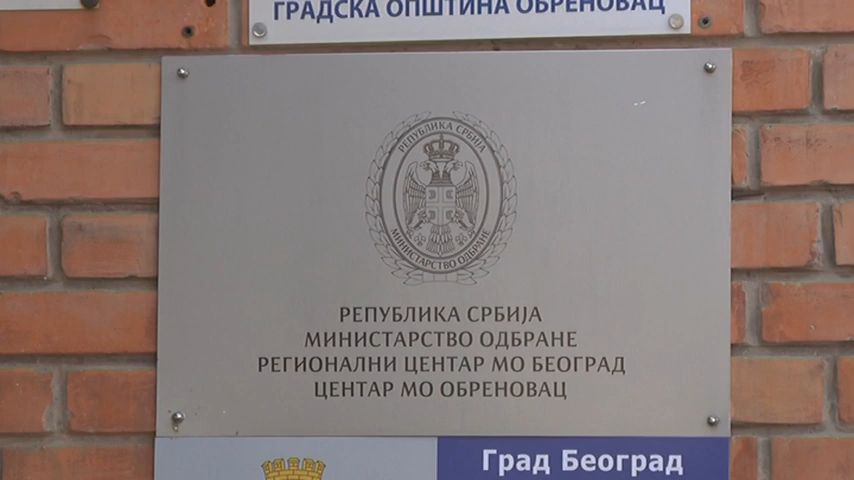 ГРАДСКА ОПШТИНА ОБРЕНОВАЦ
РЕПУБЛИКА СРБИЈА
МИНИСТАРСТВО ОДБРАНЕ
РЕПУБЛИКА СРБИЈА
МИНИСТАРСТВО ОДБРАНЕ
РЕГИОНАЛНИ ЦЕНТАР МО БЕОГРАД
ЦЕНТАР МО ОБРЕНОВАЦ
Град Београд